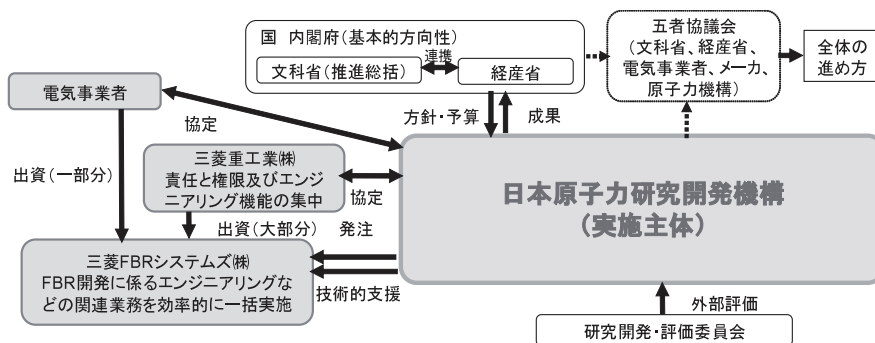 国 内閣府(基本的方向性)
文科省(推進総括)
連携
経産省
五者協議会
(文科省、経産省、
電気事業者、メーカ、
原子力機構)
全体の
進め方
電気事業者
協定
方針・予算
成果
出資(一部分)
三菱重工業㈱
責任と権限及びエンジ
ニアリング機能の集中
協定
日本原子力研究開発機構
(実施主体)
出資(大部分)
発注
三菱FBRシステムズ㈱
FBR開発に係るエンジニアリングな
どの関連業務を効率的に一括実施
技術的支援
外部評価
研究開発・評価委員会